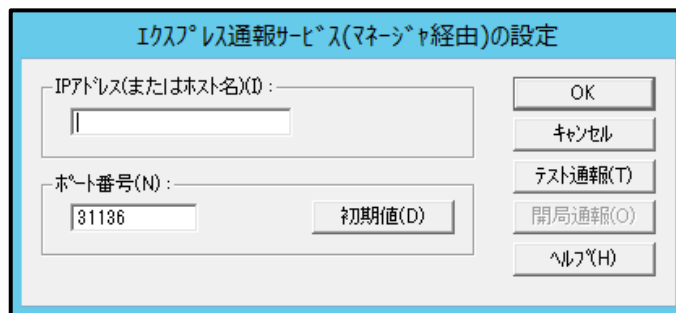 ｴｸｽﾌﾟﾚｽ通報ｻｰﾋﾞｽ(ﾏﾈｰｼﾞｬ経由)の設定
IPｱﾄﾞﾚｽ(またはﾎｽﾄ名)(I) :
ﾎﾟｰﾄ番号(N) :
31136
初期値(D)
OK
ｷｬﾝｾﾙ
ﾃｽﾄ通報(T)
開局通報(O)
ﾍﾙﾌﾟ(H)